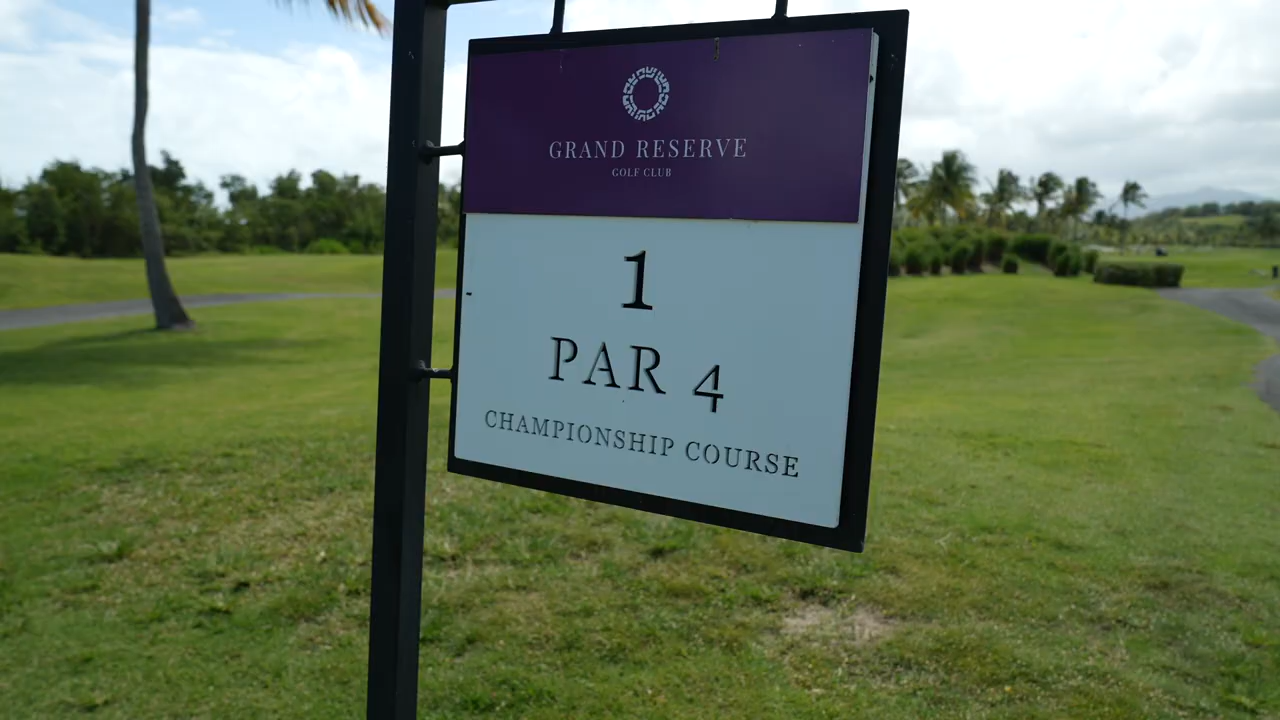 GRAND RESERVE
GOLF CLUB
1
PAR 4
CHAMPIONSHIP COURSE